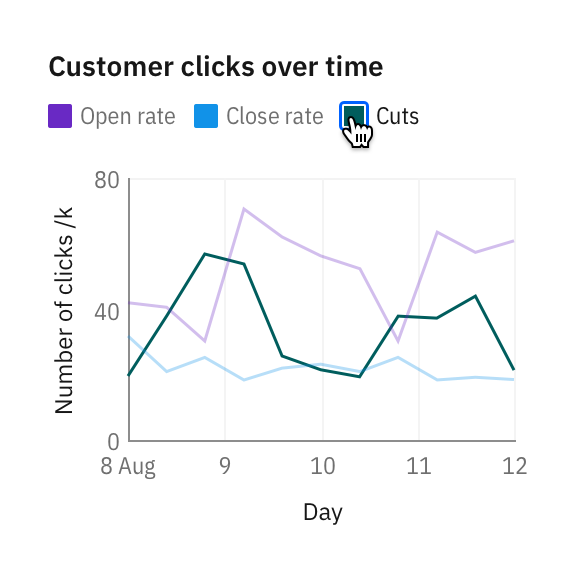 Customer clicks over time
Open rate Close rate Cuts
Number of clicks /k
80
40
0
8 Aug 9 10 11 12
Day